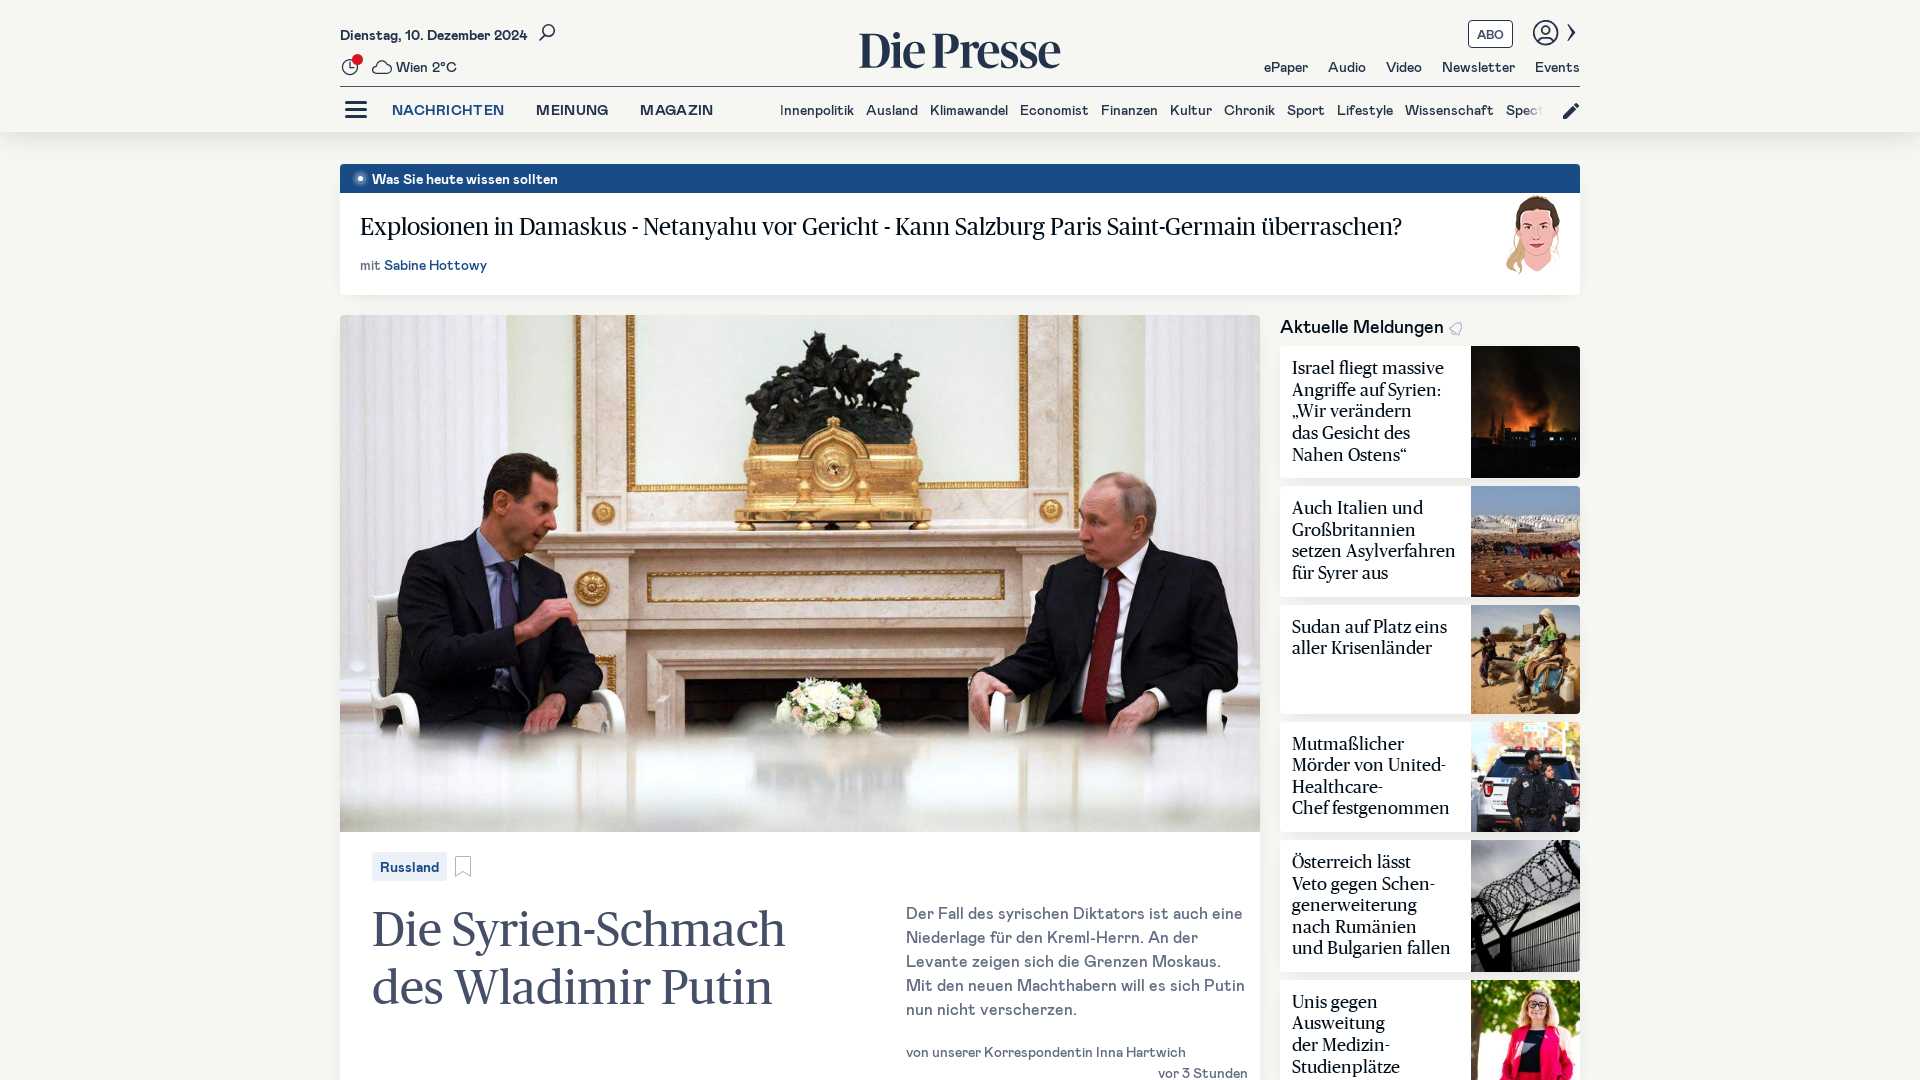 Dienstag, 10. Dezember 2024
Wien 2°C
Die Presse
ABO
ePaper Audio Video Newsletter Events
NACHRICHTEN MEINUNG MAGAZIN
Innenpolitik Ausland Klimawandel Economist Finanzen Kultur Chronik Sport Lifestyle Wissenschaft Spect
Was Sie heute wissen sollten
Explosionen in Damaskus - Netanyahu vor Gericht - Kann Salzburg Paris Saint-Germain überraschen?
mit Sabine Hottowy
Russland
Die Syrien-Schmach
des Wladimir Putin
Der Fall des syrischen Diktators ist auch eine
Niederlage für den Kreml-Herrn. An der
Levante zeigen sich die Grenzen Moskaus.
Mit den neuen Machthabern will es sich Putin
nun nicht verscherzen.
von unserer Korrespondentin Inna Hartwich
vor 3 Stunden
Aktuelle Meldungen
Israel fliegt massive
Angriffe auf Syrien:
„Wir verändern
das Gesicht des
Nahen Ostens“
Auch Italien und
Großbritannien
setzen Asylverfahren
für Syrer aus
Sudan auf Platz eins
aller Krisenländer
Mutmaßlicher
Mörder von United-
Healthcare-
Chef festgenommen
Österreich lässt
Veto gegen Schen-
generweiterung
nach Rumänien
und Bulgarien fallen
Unis gegen
Ausweitung
der Medizin-
Studienplätze